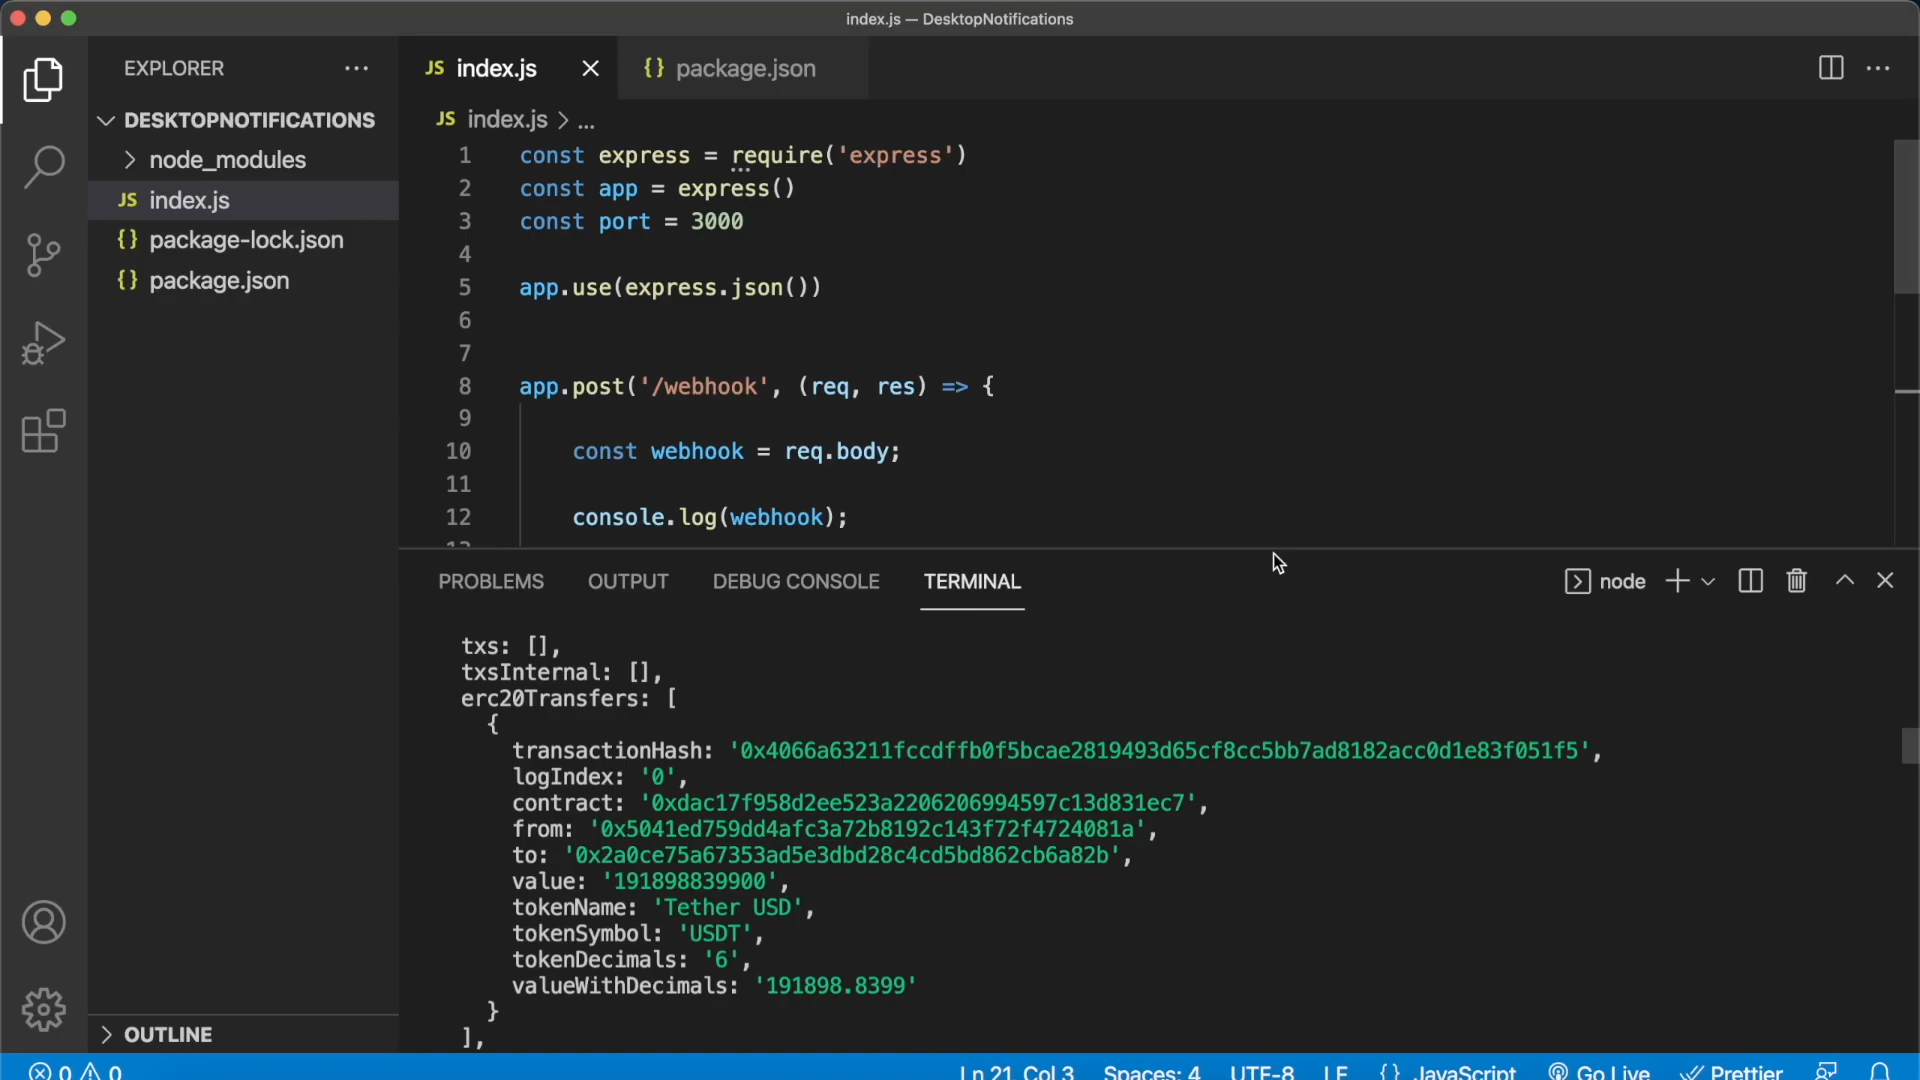 index.js — DesktopNotifications
EXPLORER
JS index.js
{} package.json
DESKTOPNOTIFICATIONS
node_modules
JS index.js
{} package-lock.json
{} package.json
OUTLINE
JS index.js > ...
1 const express = require('express')
2 const app = express()
3 const port = 3000
4
5 app.use(express.json())
6
7
8 app.post('/webhook', (req, res) => {
9
10 const webhook = req.body;
11
12 console.log(webhook);
13
PROBLEMS OUTPUT DEBUG CONSOLE TERMINAL node
txs: [],
txsInternal: [],
erc20Transfers: [
{
transactionHash: '0x4066a63211fccdffb0f5bcae2819493d65cf8cc5bb7ad8182acc0d1e83f051f5',
logIndex: '0',
contract: '0xdac17f958d2ee523a2206206994597c13d831ec7',
from: '0x5041ed759dd4afc3a72b8192c143f72f4724081a',
to: '0x2a0ce75a67353ad5e3dbd28c4cd5bd862cb6a82b',
value: '191898839900',
tokenName: 'Tether USD',
tokenSymbol: 'USDT',
tokenDecimals: '6',
valueWithDecimals: '191898.8399'
}
],
0 0 Ln 21, Col 3 Spaces: 4 UTF-8 LF {} JavaScript Go Live Prettier